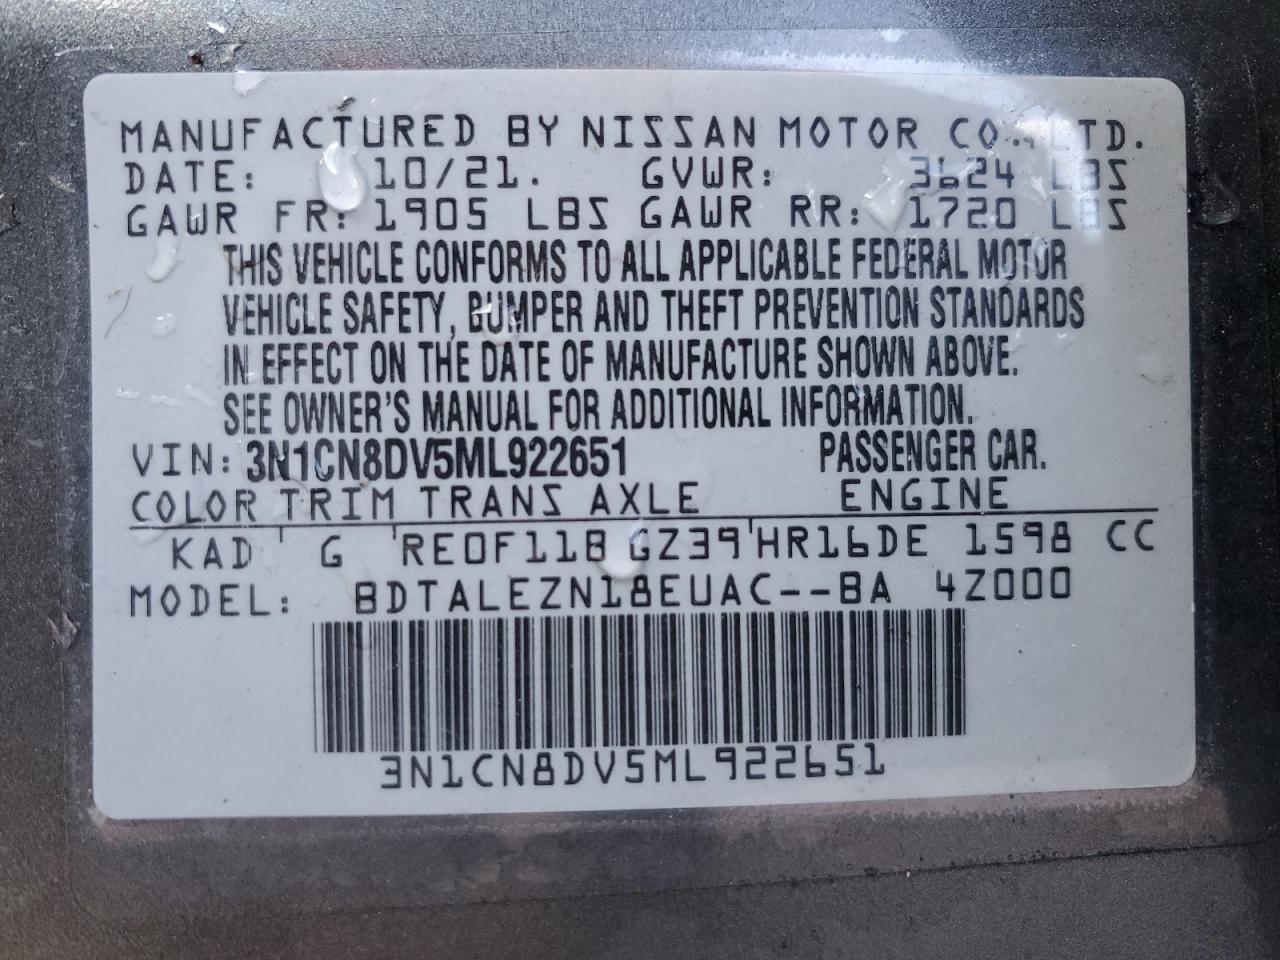 MANUFACTURED BY NISSAN MOTOR CO.,LTD.
DATE: 10/21. GVWR: 3624 LBS
GAWR FR: 1905 LBS GAWR RR: 1720 LBS
THIS VEHICLE CONFORMS TO ALL APPLICABLE FEDERAL MOTOR
VEHICLE SAFETY, BUMPER AND THEFT PREVENTION STANDARDS
IN EFFECT ON THE DATE OF MANUFACTURE SHOWN ABOVE.
SEE OWNER'S MANUAL FOR ADDITIONAL INFORMATION.
VIN: 3N1CN8DV5ML922651 PASSENGER CAR.
COLOR TRIM TRANS AXLE ENGINE
KAD G RE0F11B GZ39 HR16DE 1598 CC
MODEL: BDTALEZN18EUAC--BA 4Z000
3N1CN8DV5ML922651